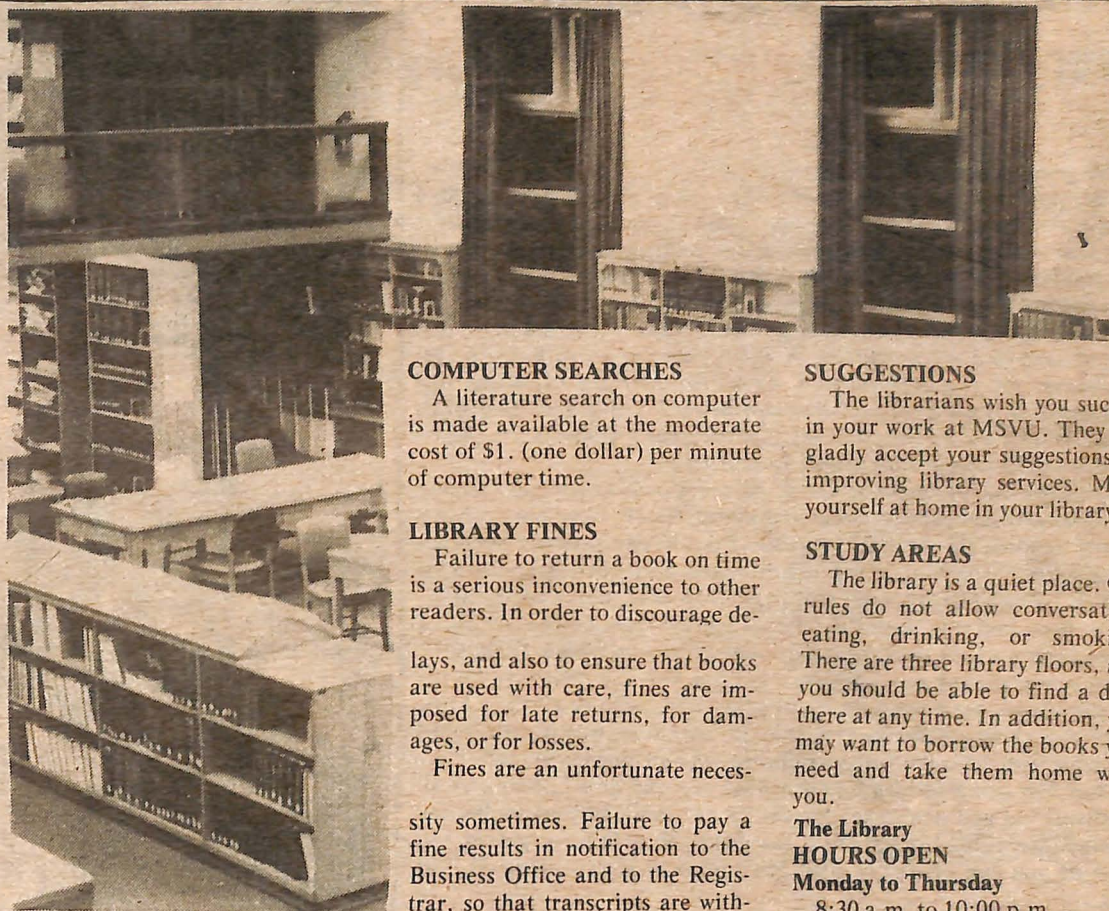 COMPUTER SEARCHES
A literature search on computer
is made available at the moderate
cost of $1. (one dollar) per minute
of computer time.
LIBRARY FINES
Failure to return a book on time
is a serious inconvenience to other
readers. In order to discourage de-
lays, and also to ensure that books
are used with care, fines are im-
posed for late returns, for dam-
ages, or for losses.
Fines are an unfortunate neces-
sity sometimes. Failure to pay a
fine results in notification to the
Business Office and to the Regis-
trar, so that transcripts are with-
SUGGESTIONS
The librarians wish you suc
in your work at MSVU. They
gladly accept your suggestions
improving library services. M
yourself at home in your library
STUDY AREAS
The library is a quiet place.
rules do not allow conversat
eating, drinking, or smok
There are three library floors,
you should be able to find a d
there at any time. In addition,
may want to borrow the books y
need and take them home w
you.
The Library
HOURS OPEN
Monday to Thursday
8:30 a.m. to 10:00 p.m.